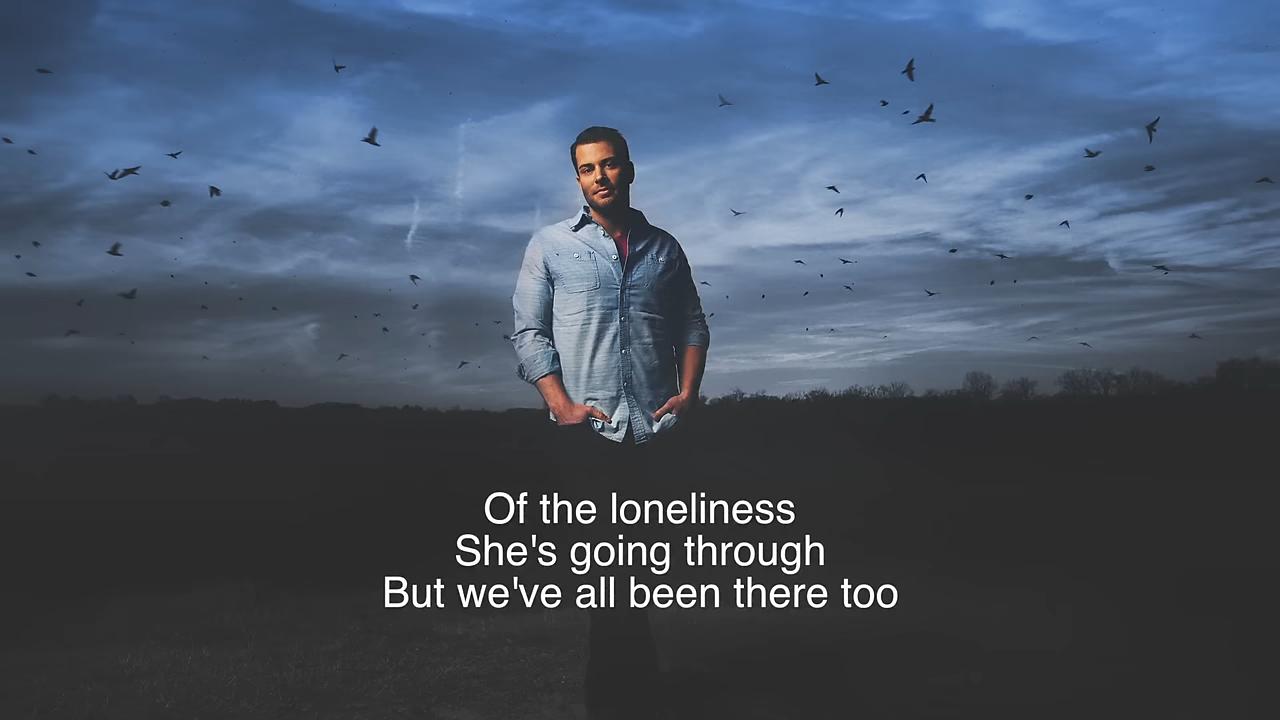 Of the loneliness
She's going through
But we've all been there too